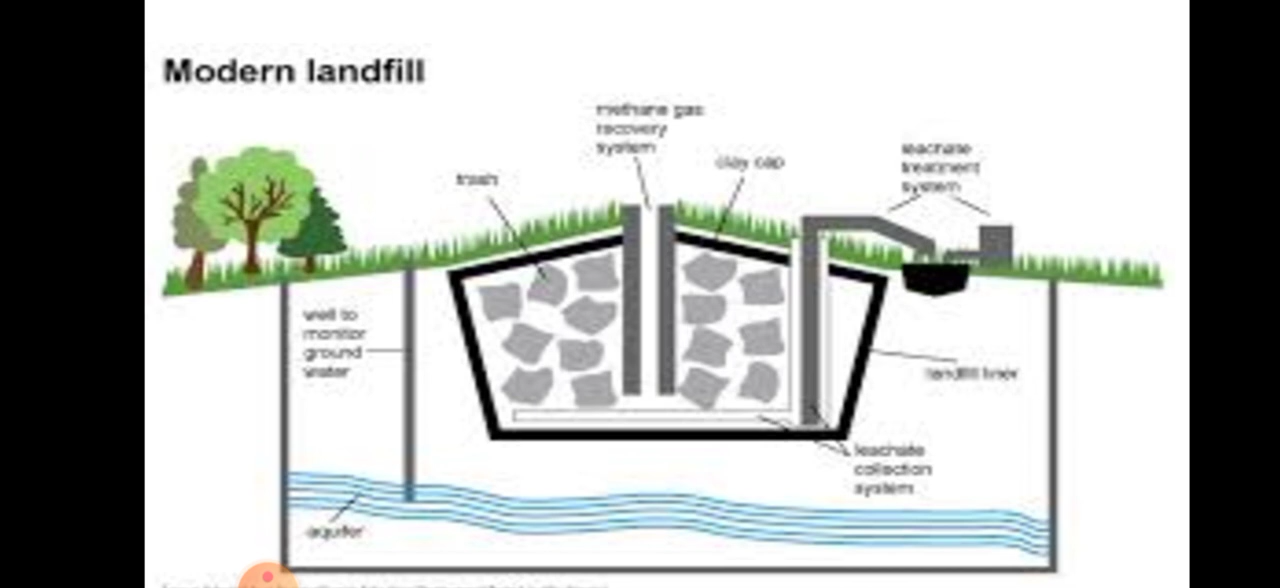 Modern landfill
methane gas
recovery
system
clay cap
leachate
treatment
system
trash
well to
monitor
ground
water
landfill liner
leachate
collection
system
aquifer